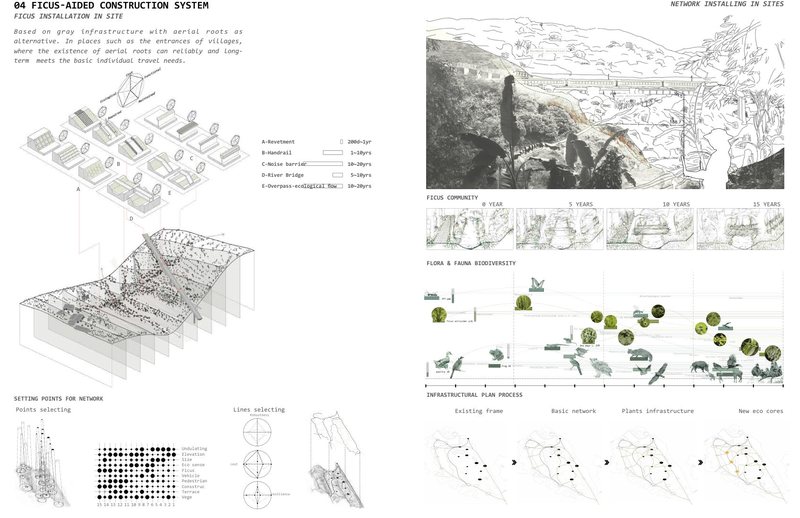 04 FICUS-AIDED CONSTRUCTION SYSTEM
FICUS INSTALLATION IN SITE
Based on gray infrastructure with aerial roots as
alternative. In places such as the entrances of villages,
where the existence of aerial roots can reliably and long-
term meets the basic individual travel needs.
A
B
C
D
E
A-Revetment 200d~1yr
B-Handrail 1~10yrs
C-Noise barrier 10~20yrs
D-River Bridge 5~10yrs
E-Overpass-ecological flow 10~20yrs
SETTING POINTS FOR NETWORK
Points selecting
Lines selecting
Undulating
Elevation
Size
Eco sense
Ficus
Vehicle
Pedestrian
Construc
Terrace
Vege
15 14 13 12 11 10 9 8 7 6 5 4 3 2 1
NETWORK INSTALLING IN SITES
FICUS COMMUNITY
0 YEAR
5 YEARS
10 YEARS
15 YEARS
FLORA & FAUNA BIODIVERSITY
INFRASTRUCTURAL PLAN PROCESS
Existing frame
Basic network
Plants infrastructure
New eco cores